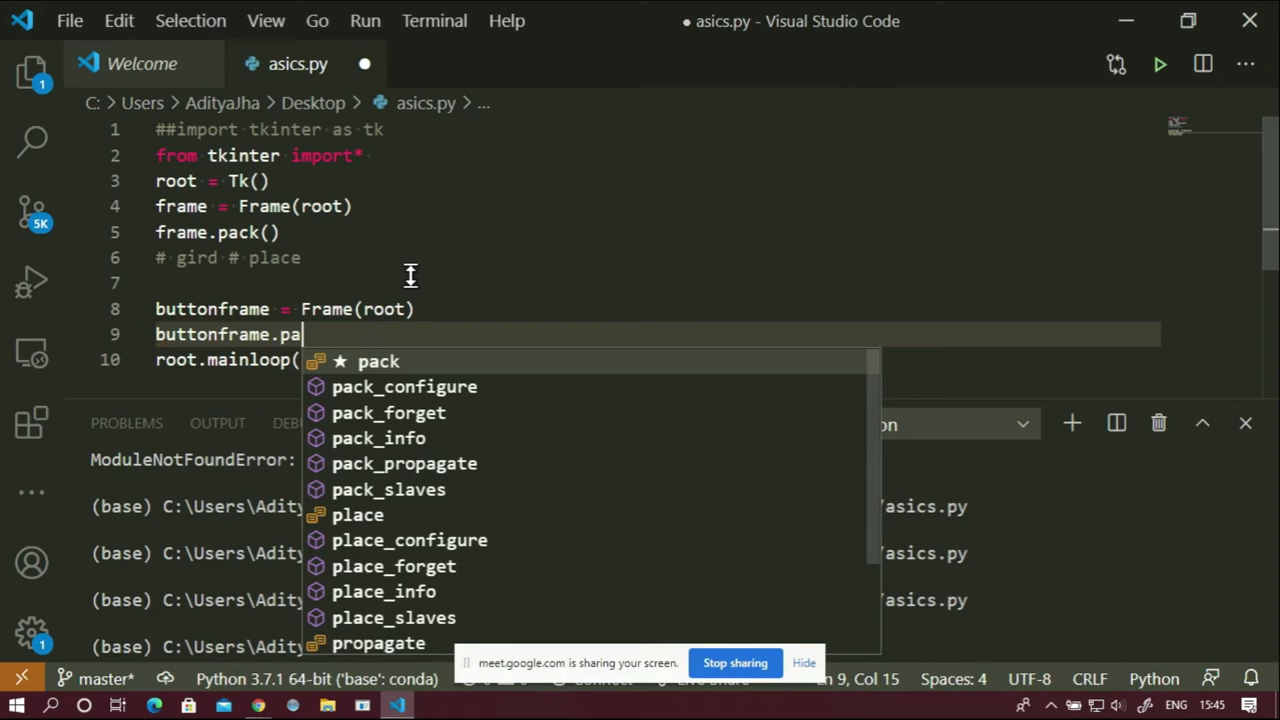 File Edit Selection View Go Run Terminal Help ● asics.py - Visual Studio Code
Welcome asics.py
1
C: > Users > AdityaJha > Desktop > asics.py > ...
1 ##import tkinter as tk
2 from tkinter import*
3 root = Tk()
4 frame = Frame(root)
5 frame.pack()
6 # gird # place
5K
7
8 buttonframe = Frame(root)
9 buttonframe.pa
10 root.mainloop(
★ pack
pack_configure
pack_forget
pack_info
pack_propagate
pack_slaves
place
place_configure
place_forget
place_info
place_slaves
propagate
PROBLEMS OUTPUT DEB on
ModuleNotFoundError:
(base) C:\Users\Adity /asics.py
(base) C:\Users\Adity /asics.py
(base) C:\Users\Adity /asics.py
(base) C:\Users\Adity
1
meet.google.com is sharing your screen. Stop sharing Hide
master* Python 3.7.1 64-bit ('base': conda) Ln 9, Col 15 Spaces: 4 UTF-8 CRLF Python
ENG 15:45